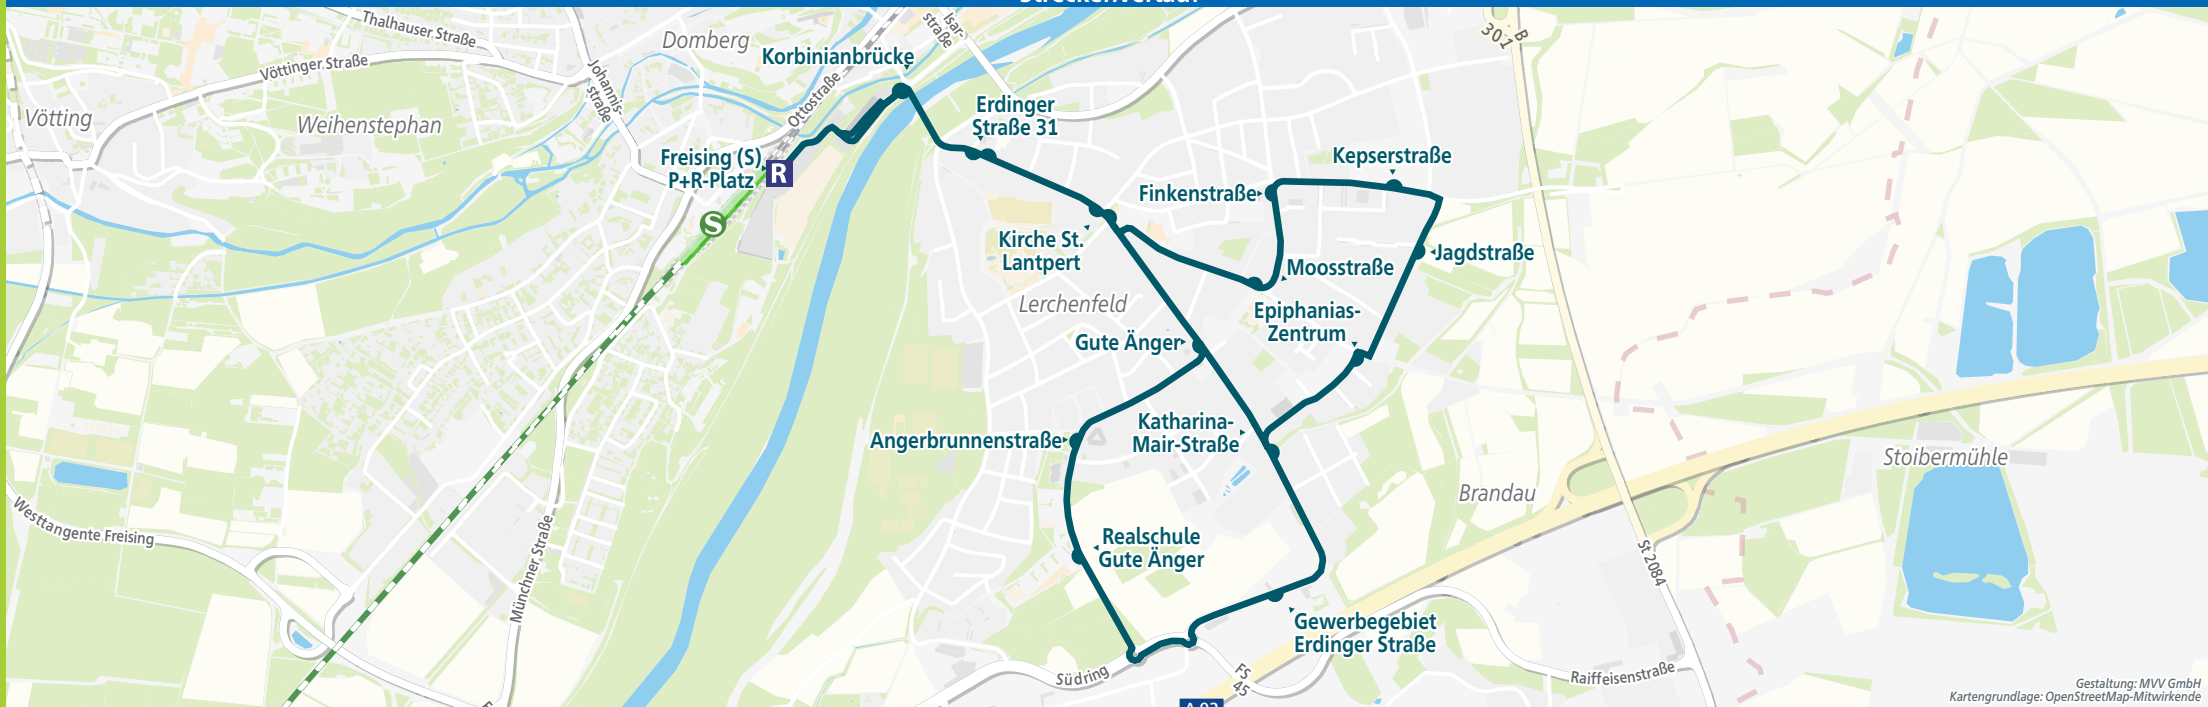 Streckenverlauf
Thalhauser Straße
Isar-
straße
B
301
Domberg
Korbinianbrücke
Vöttinger Straße
Johannis-
straße
Ottostraße
Erdinger
Straße 31
Vötting
Weihenstephan
Freising (S)
P+R-Platz
R
S
Kepserstraße
Finkenstraße
Kirche St.
Lantpert
Moosstraße
Jagdstraße
Lerchenfeld
Epiphanias-
Zentrum
Gute Änger
Angerbrunnenstraße
Katharina-
Mair-Straße
Stoibermühle
Brandau
Westtangente Freising
Münchner Straße
Realschule
Gute Änger
St 2084
Gewerbegebiet
Erdinger Straße
Südring
FS
45
Raiffeisenstraße
A 92
Gestaltung: MVV GmbH
Kartengrundlage: OpenStreetMap-Mitwirkende